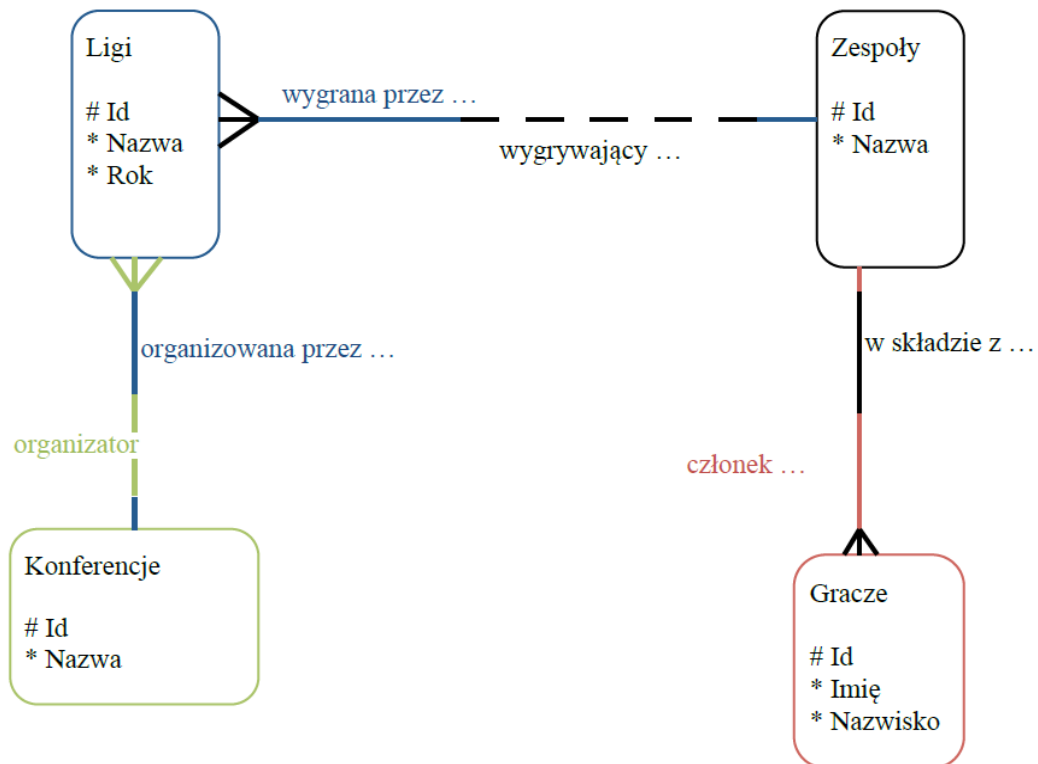 Ligi
# Id
* Nazwa
* Rok
wygrana przez …
wygrywający …
Zespoły
# Id
* Nazwa
organizowana przez …
organizator
w składzie z …
członek …
Konferencje
# Id
* Nazwa
Gracze
# Id
* Imię
* Nazwisko